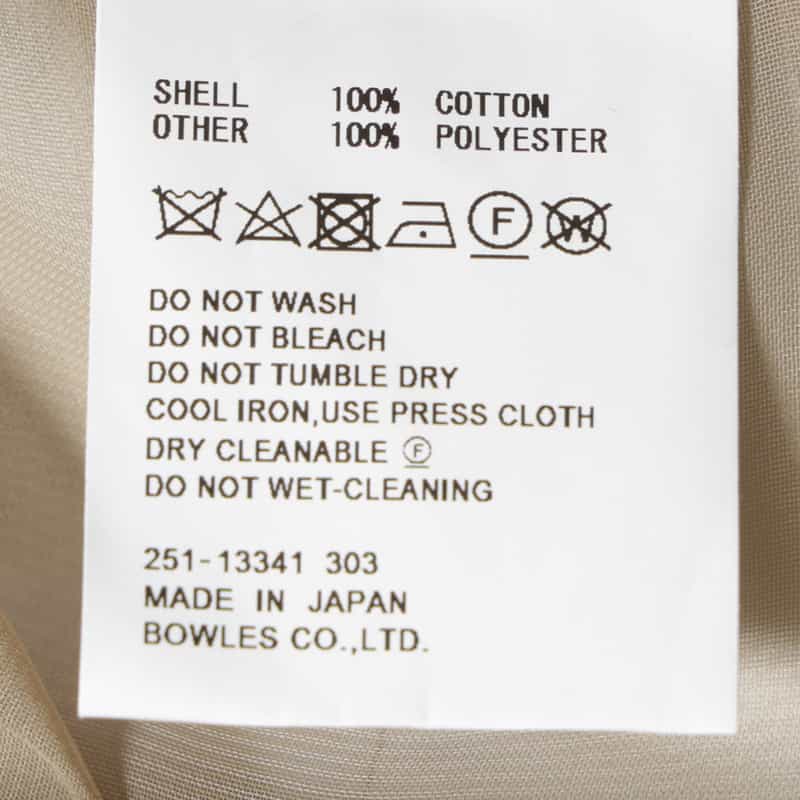 SHELL 100% COTTON
OTHER 100% POLYESTER
F W
DO NOT WASH
DO NOT BLEACH
DO NOT TUMBLE DRY
COOL IRON,USE PRESS CLOTH
DRY CLEANABLE Ⓕ
DO NOT WET-CLEANING
251-13341 303
MADE IN JAPAN
BOWLES CO.,LTD.